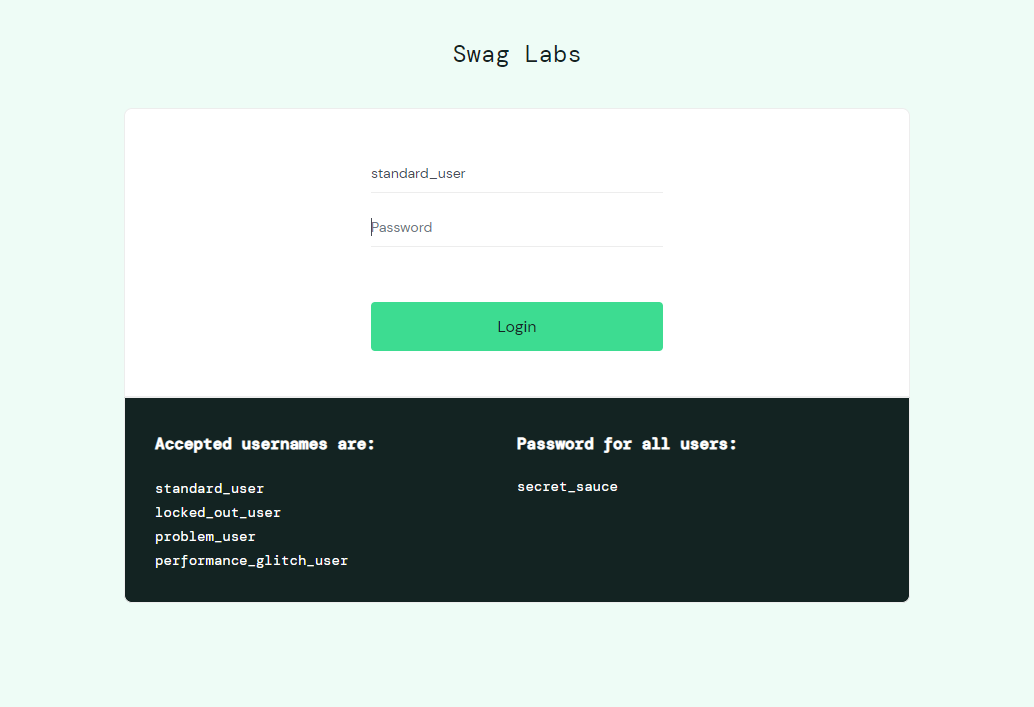 Swag Labs
standard_user
Password
Login
Accepted usernames are:
standard_user
locked_out_user
problem_user
performance_glitch_user
Password for all users:
secret_sauce